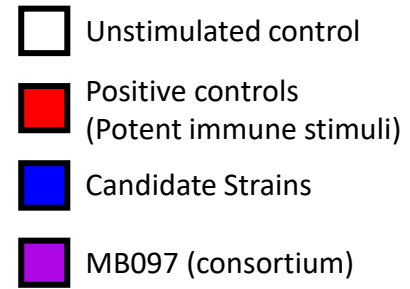 Unstimulated control
Positive controls
(Potent immune stimuli)
Candidate Strains
MB097 (consortium)